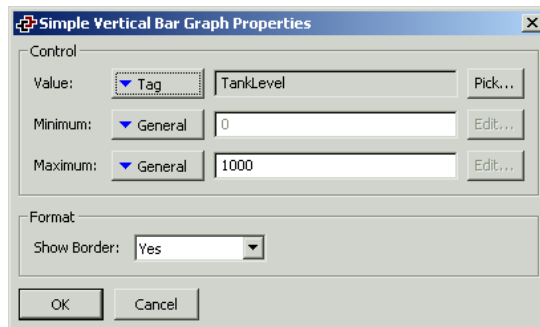 Simple Vertical Bar Graph Properties
Control
Value: Tag TankLevel Pick...
Minimum: General 0 Edit...
Maximum: General 1000 Edit...
Format
Show Border: Yes
OK Cancel